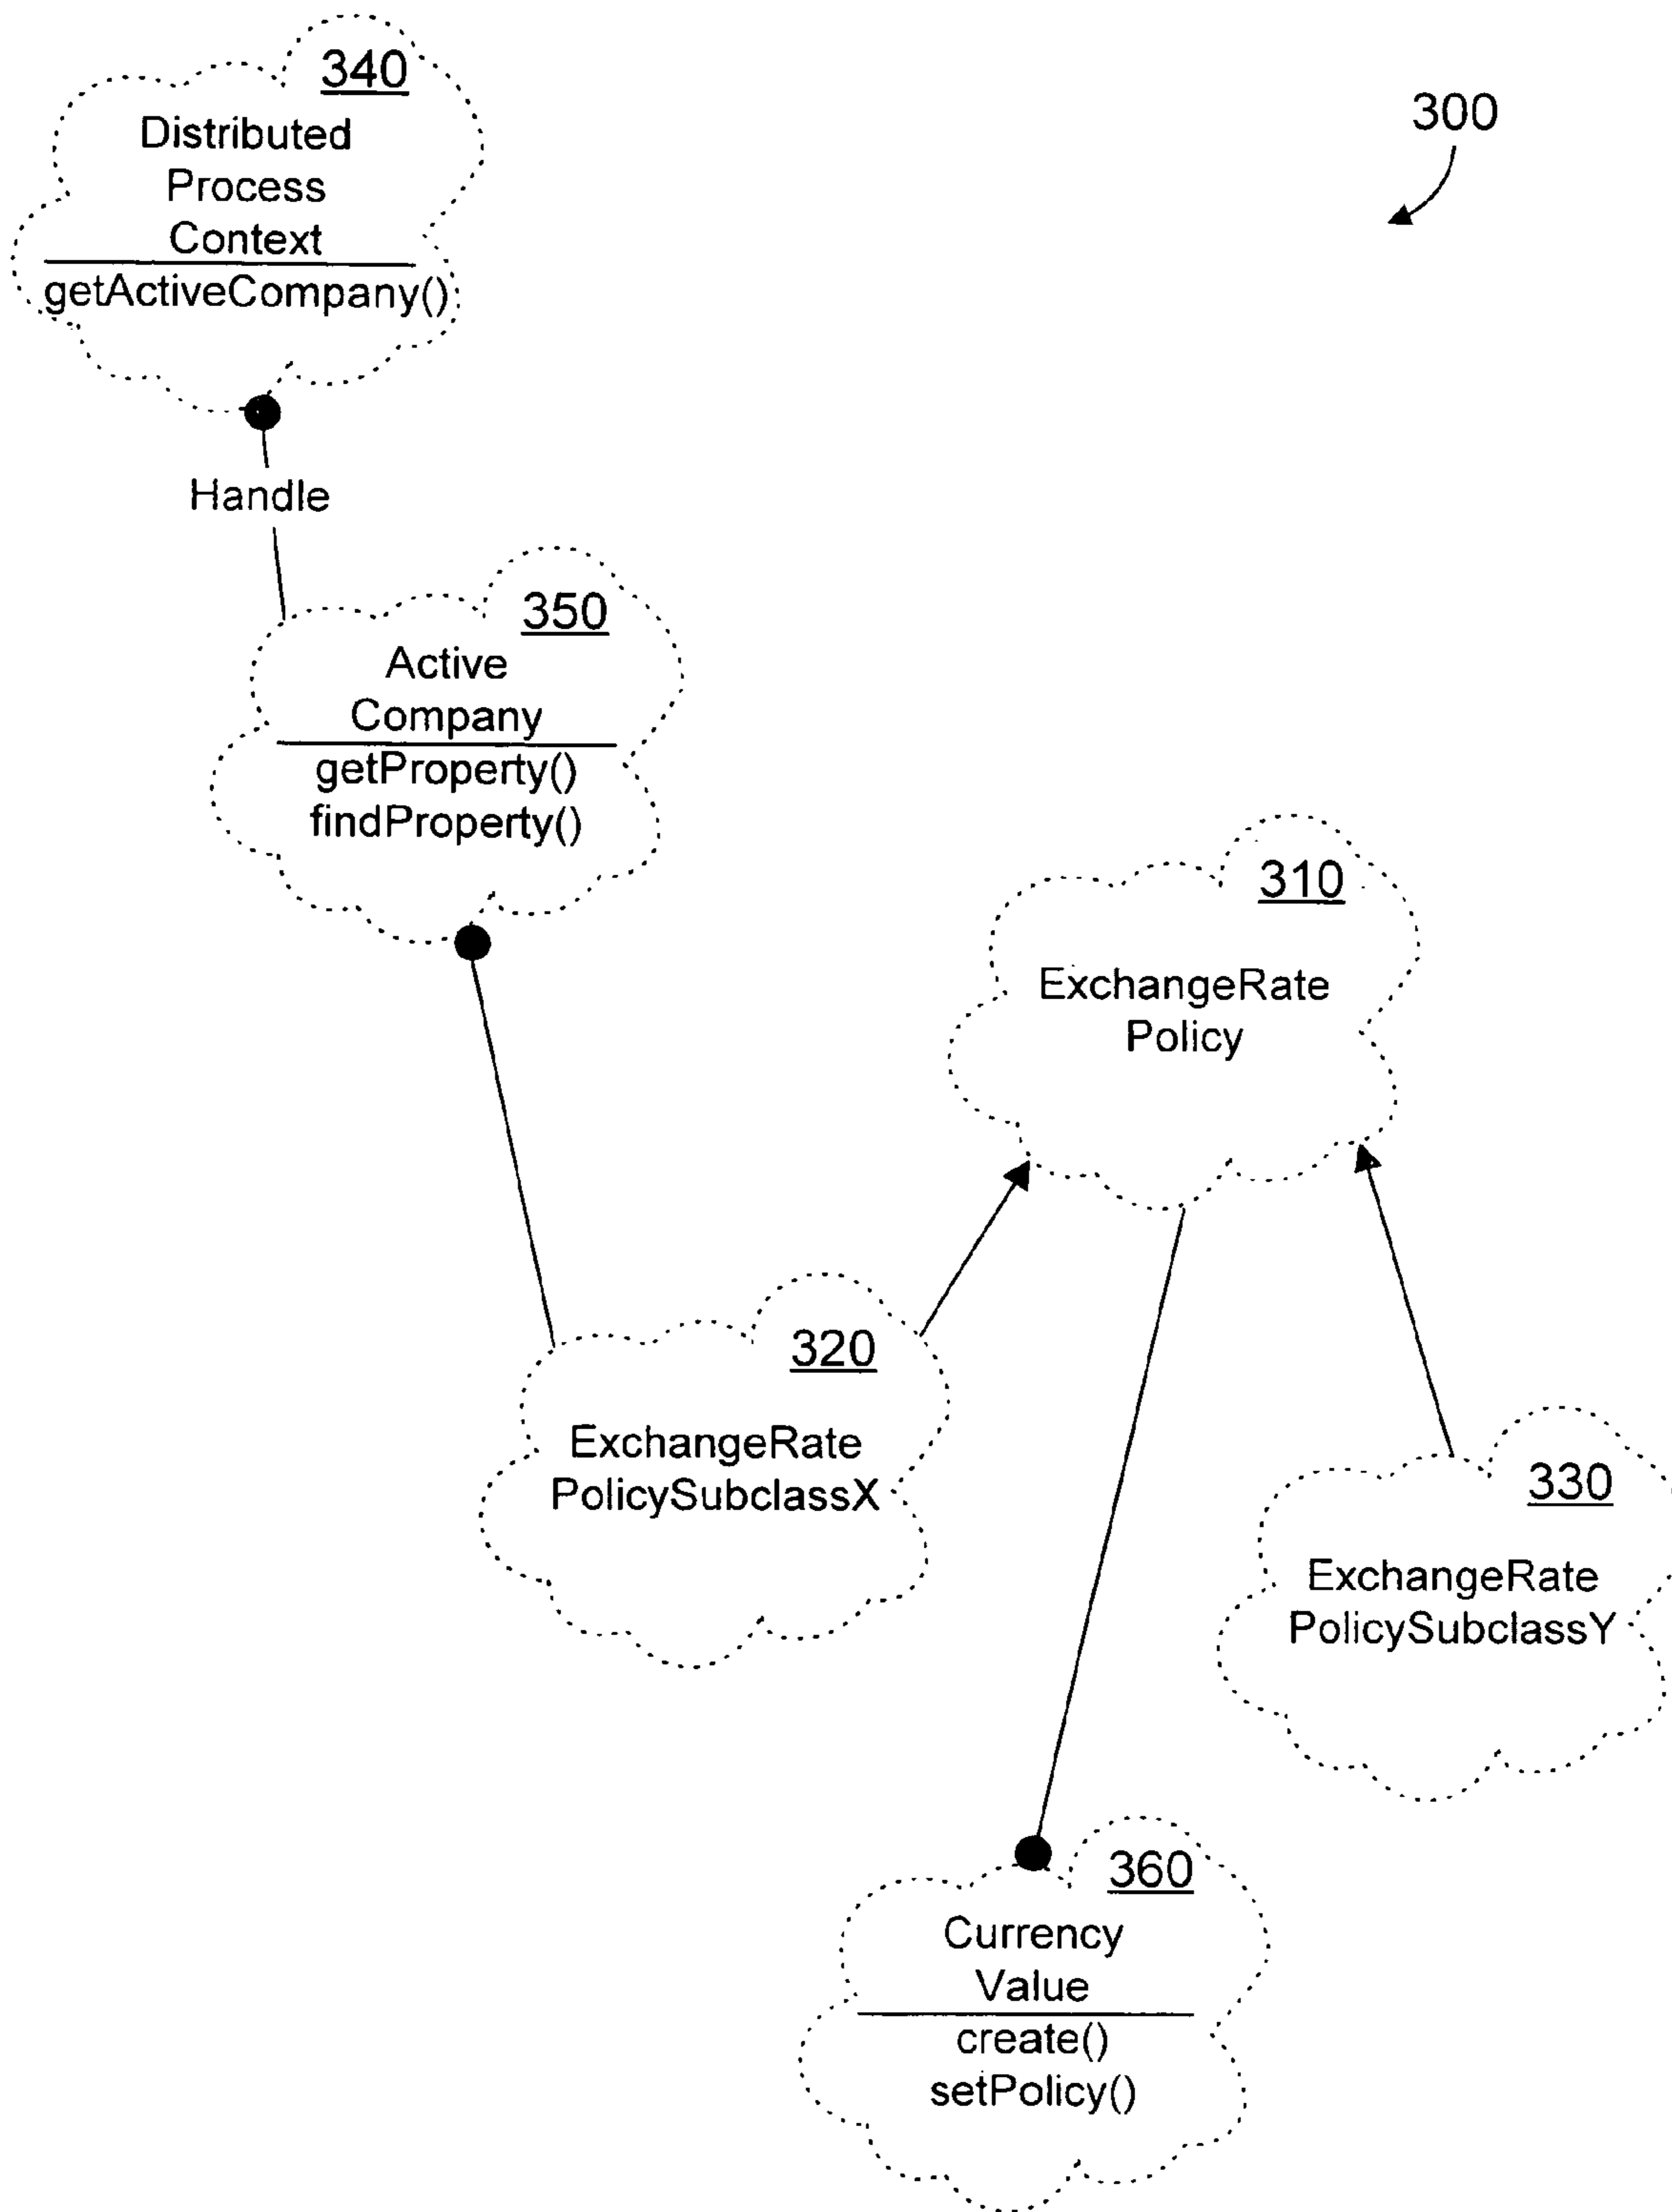 340
Distributed
Process
Context
getActiveCompany()
300
Handle
350
Active
Company
getProperty()
findProperty()
310
ExchangeRate
Policy
320
ExchangeRate
PolicySubclassX
330
ExchangeRate
PolicySubclassY
360
Currency
Value
create()
setPolicy()